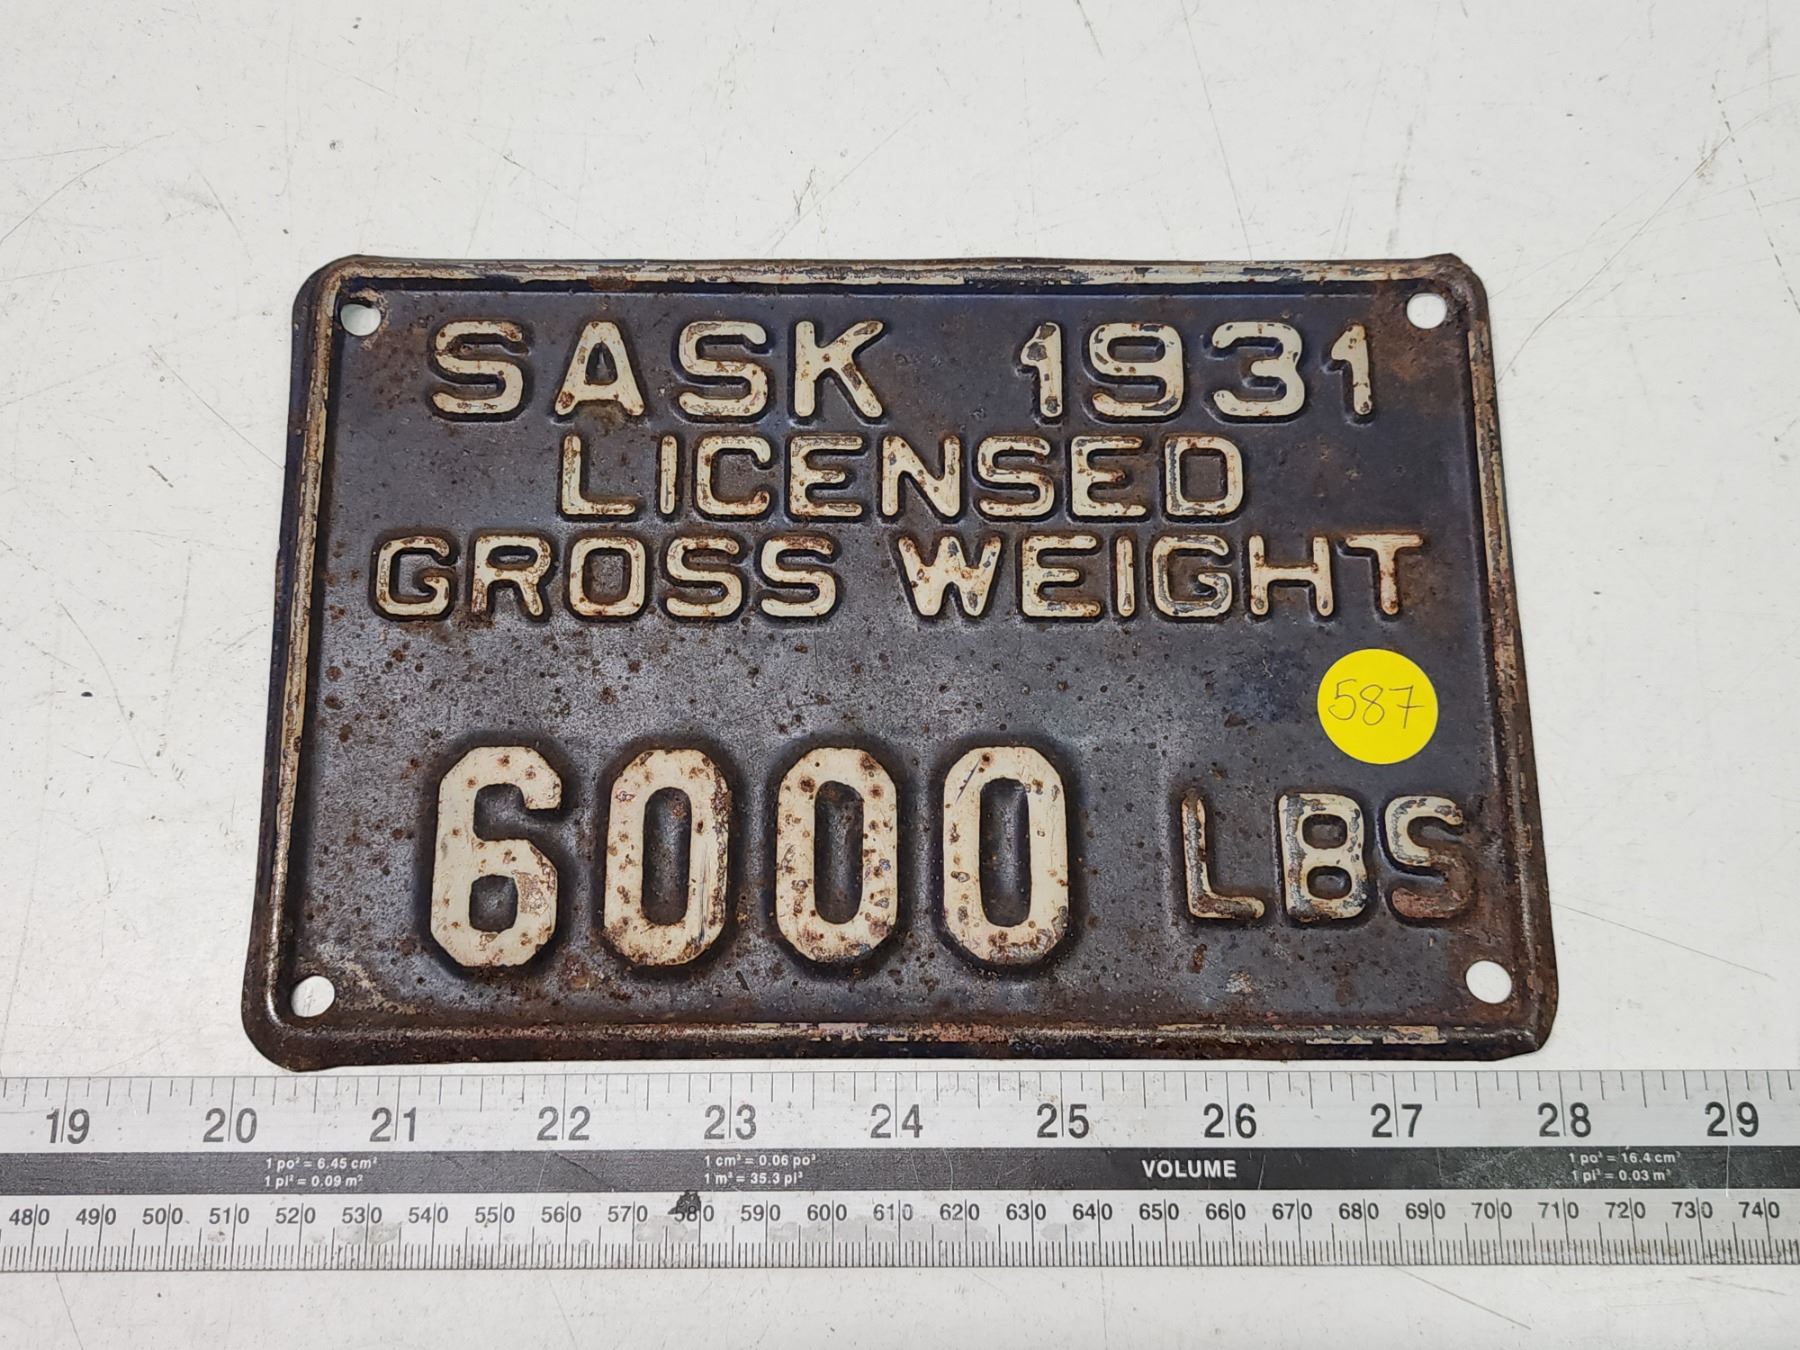 SASK 1931
LICENSED
GROSS WEIGHT
587
6000 LBS
19 20 21 22 23 24 25 26 27 28 29
1 po² = 6.45 cm² 1 cm³ = 0.06 po³ VOLUME 1 po³ = 16.4 cm³
1 pi² = 0.09 m² 1 m³ = 35.3 pi³ 1 pi³ = 0.03 m³
480 490 500 510 520 530 540 550 560 570 580 590 600 610 620 630 640 650 660 670 680 690 700 710 720 730 740